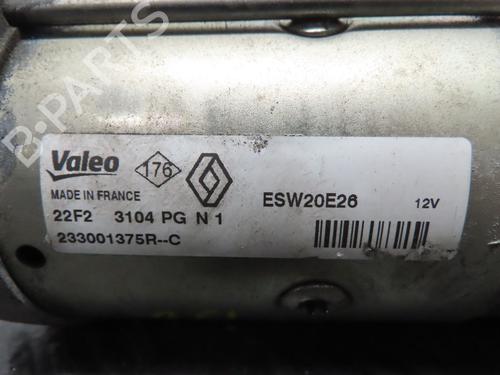 B-PARTS
Valeo 176
MADE IN FRANCE ESW20E26 12V
22F2 3104 PG N 1
233001375R--C